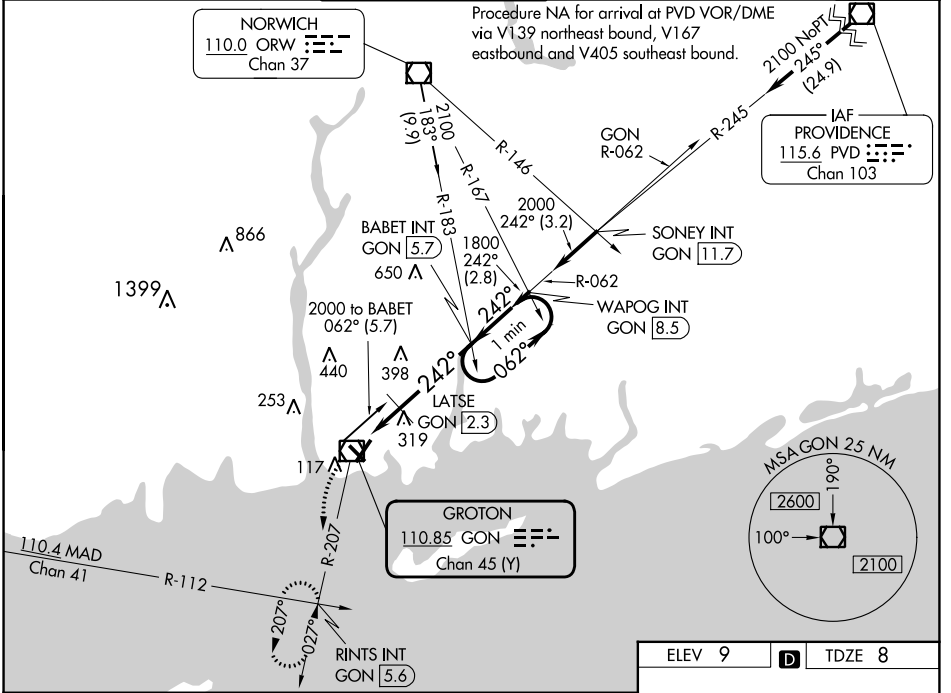 Procedure NA for arrival at PVD VOR/DME
via V139 northeast bound, V167
eastbound and V405 southeast bound.
NORWICH
110.0 ORW
Chan 37
2100 NoPT
245°
(24.9)
R-245
IAF
PROVIDENCE
115.6 PVD
Chan 103
GON
R-062
2100
183°
(9.9)
R-167
R-146
R-183
2000
242° (3.2)
SONEY INT
GON 11.7
BABET INT
GON 5.7
650
1800
242°
(2.8)
R-062
WAPOG INT
GON 8.5
866
1399
2000 to BABET
062° (5.7)
242°
1 min
062°
440
398
242°
LATSE
GON 2.3
253
319
117
GROTON
110.85 GON
Chan 45 (Y)
MSA GON 25 NM
190°
2600
100°
2100
110.4 MAD
Chan 41
R-112
R-207
207°
027°
RINTS INT
GON 5.6
ELEV 9
D
TDZE 8